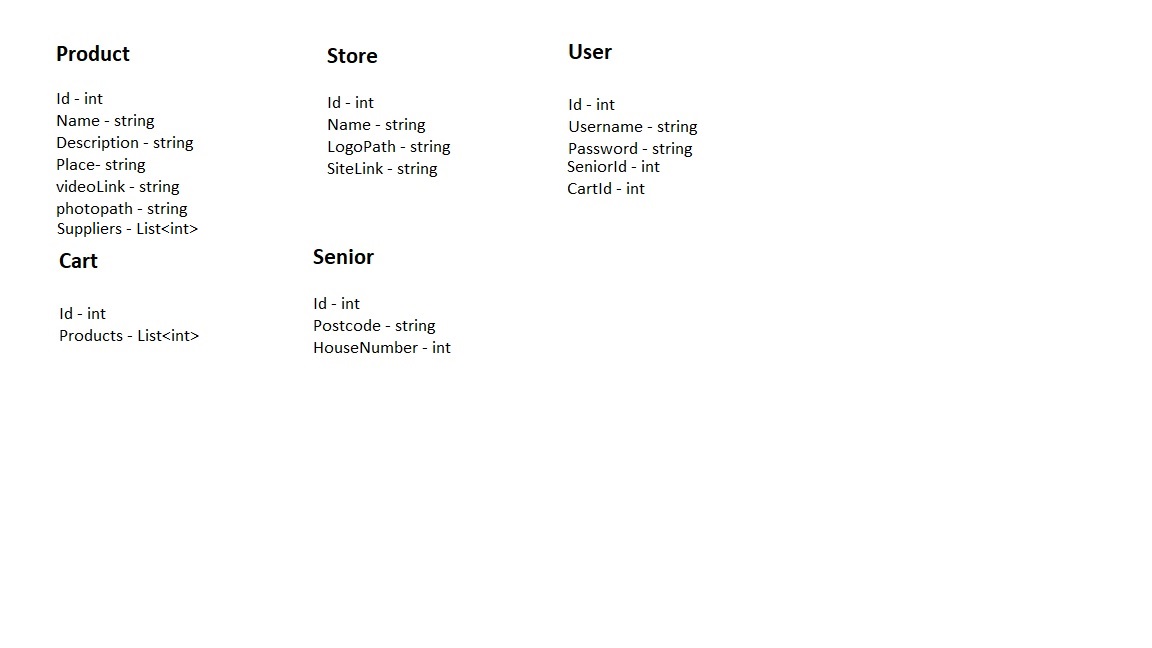 Product
Id - int
Name - string
Description - string
Place- string
videoLink - string
photopath - string
Suppliers - List<int>
Store
Id - int
Name - string
LogoPath - string
SiteLink - string
User
Id - int
Username - string
Password - string
SeniorId - int
CartId - int
Cart
Id - int
Products - List<int>
Senior
Id - int
Postcode - string
HouseNumber - int